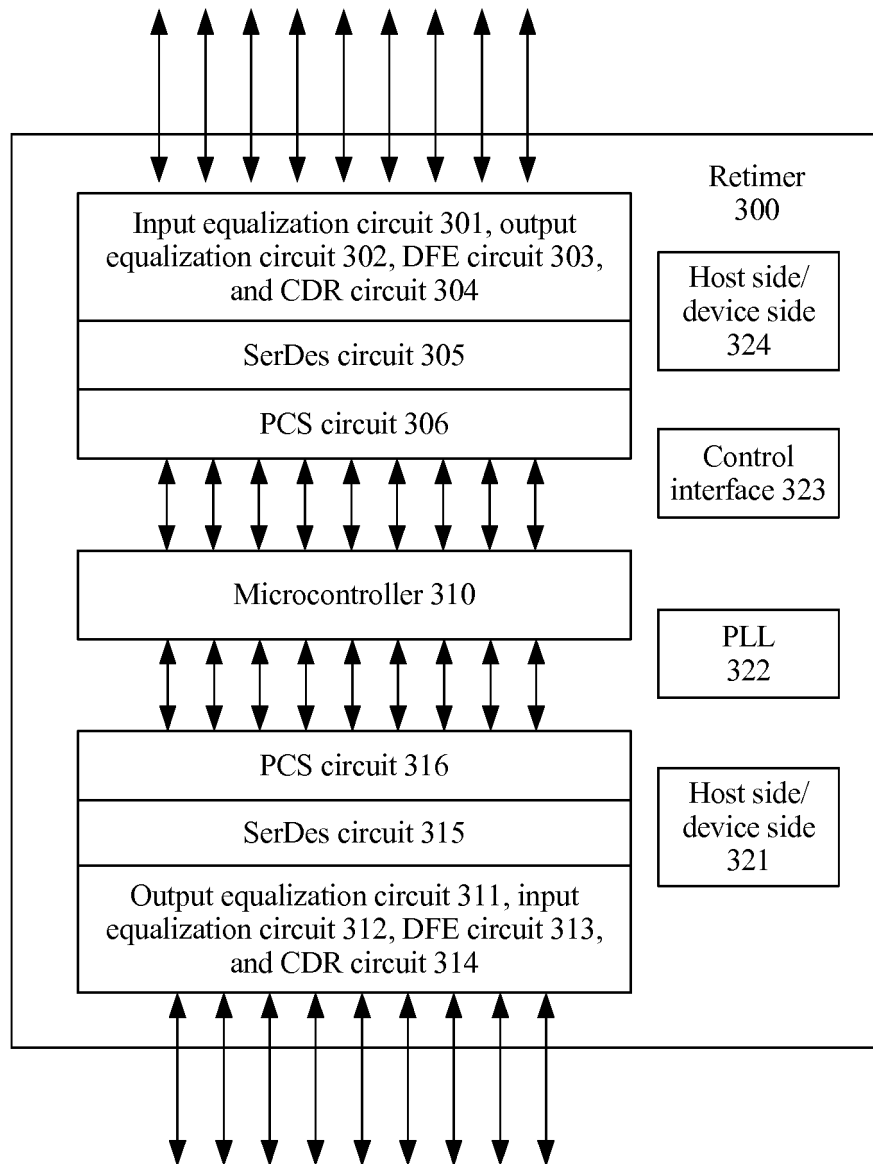 Retimer
300
Input equalization circuit 301, output
equalization circuit 302, DFE circuit 303,
and CDR circuit 304
Host side/
device side
324
SerDes circuit 305
PCS circuit 306
Control
interface 323
Microcontroller 310
PLL
322
PCS circuit 316
Host side/
device side
321
SerDes circuit 315
Output equalization circuit 311, input
equalization circuit 312, DFE circuit 313,
and CDR circuit 314